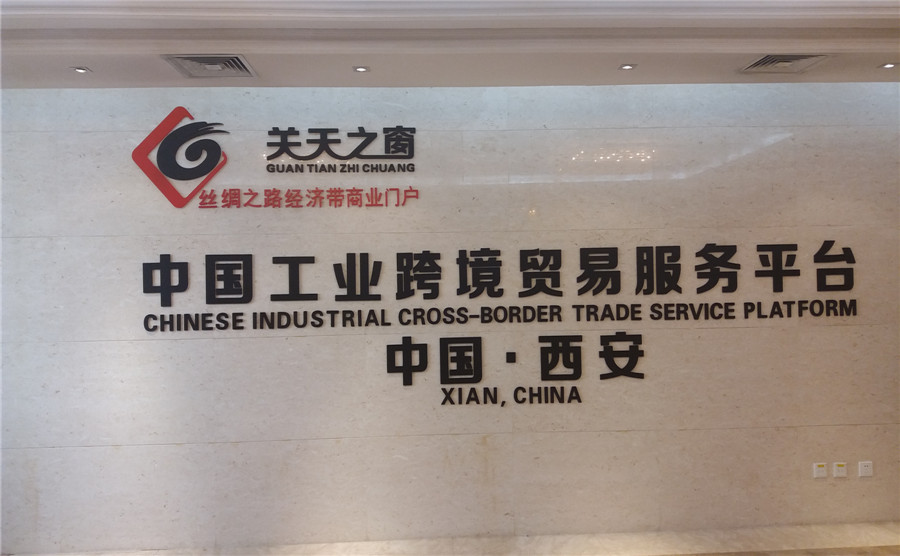 关天之窗
GUAN TIAN ZHI CHUANG
丝绸之路经济带商业门户
中国工业跨境贸易服务平台
CHINESE INDUSTRIAL CROSS-BORDER TRADE SERVICE PLATFORM
中国·西安
XIAN, CHINA